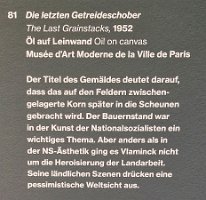 81 Die letzten Getreideschober
The Last Grainstacks, 1952
Öl auf Leinwand Oil on canvas
Musée d'Art Moderne de la Ville de Paris
Der Titel des Gemäldes deutet darauf,
dass das auf den Feldern zwischen-
gelagerte Korn später in die Scheunen
gebracht wird. Der Bauernstand war
in der Kunst der Nationalsozialisten ein
wichtiges Thema. Aber anders als in
der NS-Ästhetik ging es Vlaminck nicht
um die Heroisierung der Landarbeit.
Seine ländlichen Szenen drücken eine
pessimistische Weltsicht aus.